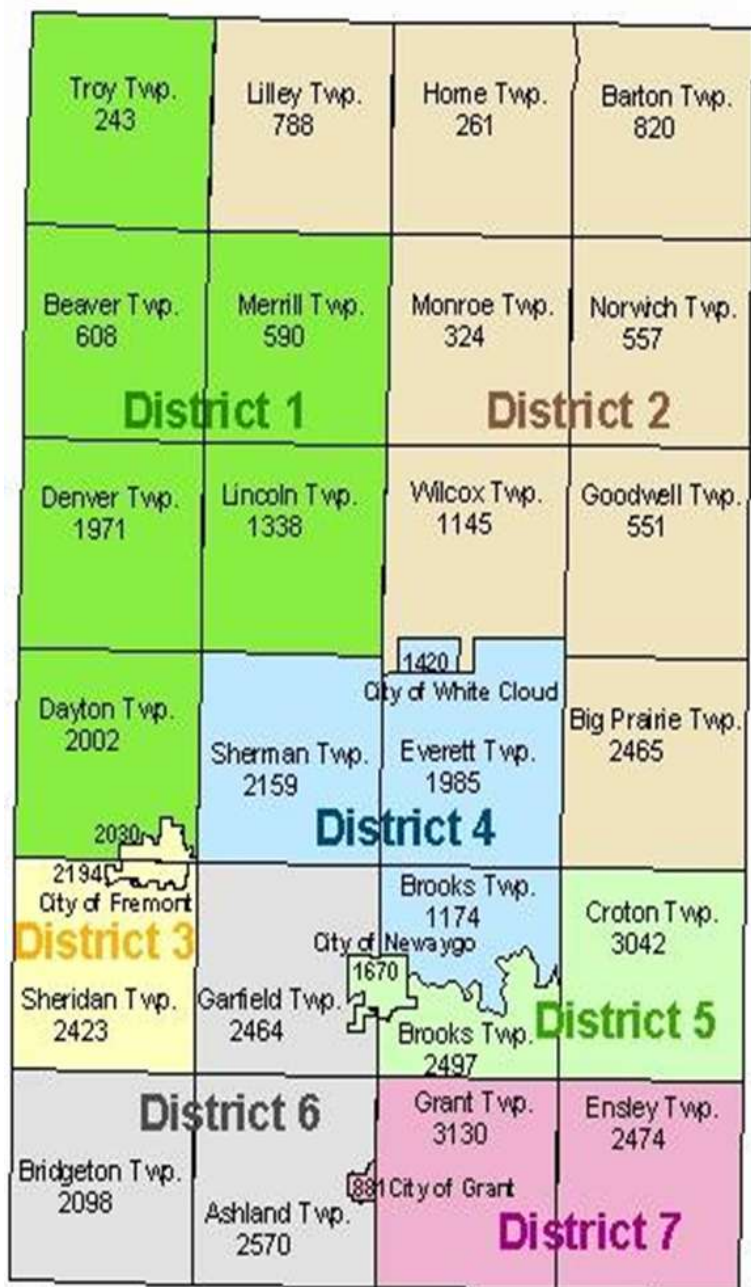 Troy Twp.
243
Lilley Twp.
788
Home Twp.
261
Barton Twp.
820
Beaver Twp.
608
Merrill Twp.
590
Monroe Twp.
324
Norwich Twp.
557
District 1
District 2
Denver Twp.
1971
Lincoln Twp.
1338
Wilcox Twp.
1145
Goodwell Twp.
551
1420
City of White Cloud
Dayton Twp.
2002
Sherman Twp.
2159
Everett Twp.
1985
Big Prairie Twp.
2465
District 4
2030
2194
City of Fremont
Brooks Twp.
1174
Croton Twp.
3042
District 3
City of Newaygo
1670
Sheridan Twp.
2423
Garfield Twp.
2464
Brooks Twp.
2497
District 5
District 6
Grant Twp.
3130
Ensley Twp.
2474
Bridgeton Twp.
2098
Ashland Twp.
2570
881 City of Grant
District 7